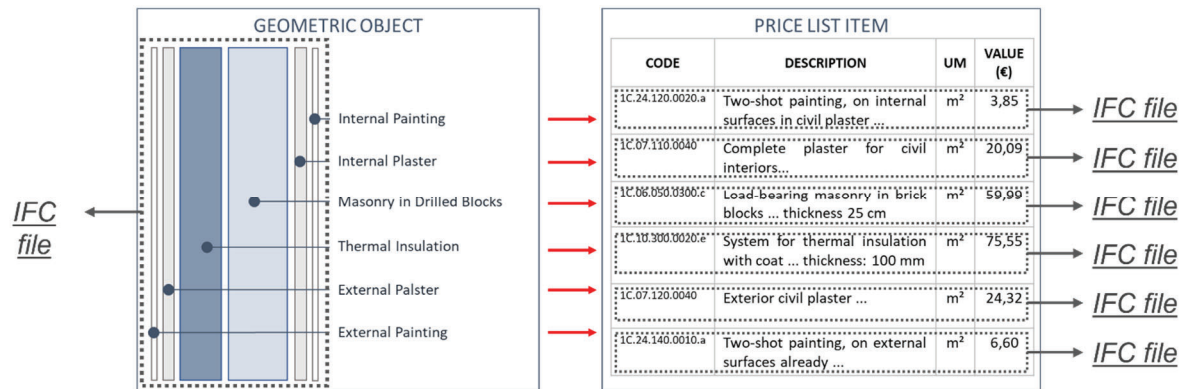 GEOMETRIC OBJECT
Internal Painting
Internal Plaster
Masonry in Drilled Blocks
Thermal Insulation
External Palster
External Painting
IFC
file
PRICE LIST ITEM
CODE DESCRIPTION UM VALUE
(€)
1C.24.120.0020.a Two-shot painting, on internal m² 3,85
surfaces in civil plaster ...
IFC file
1C.07.110.0040 Complete plaster for civil m² 20,09
interiors...
IFC file
1C.06.050.0300.c Load-bearing masonry in brick m² 59,99
blocks ... thickness 25 cm
IFC file
1C.10.300.0020.e System for thermal insulation m² 75,55
with coat ... thickness: 100 mm
IFC file
1C.07.120.0040 Exterior civil plaster ... m² 24,32
IFC file
1C.24.140.0010.a Two-shot painting, on external m² 6,60
surfaces already ...
IFC file